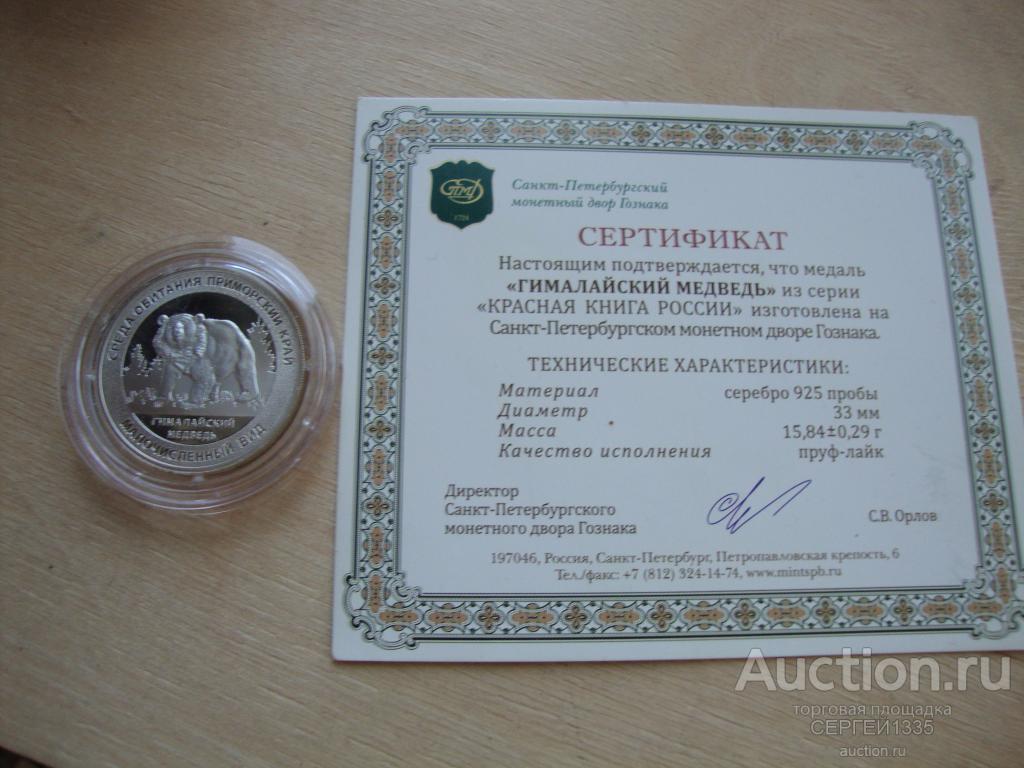 СРЕДА ОБИТАНИЯ ПРИМОРСКИЙ КРАЙ
ГИМАЛАЙСКИЙ
МЕДВЕДЬ
МАЛОЧИСЛЕННЫЙ ВИД
СПМД
1724
Санкт-Петербургский
монетный двор Гознака
СЕРТИФИКАТ
Настоящим подтверждается, что медаль
«ГИМАЛАЙСКИЙ МЕДВЕДЬ» из серии
«КРАСНАЯ КНИГА РОССИИ» изготовлена на
Санкт-Петербургском монетном дворе Гознака.
ТЕХНИЧЕСКИЕ ХАРАКТЕРИСТИКИ:
Материал серебро 925 пробы
Диаметр 33 мм
Масса 15,84±0,29 г
Качество исполнения пруф-лайк
Директор
Санкт-Петербургского
монетного двора Гознака С.В. Орлов
197046, Россия, Санкт-Петербург, Петропавловская крепость, 6
Тел./факс: +7 (812) 324-14-74, www.mintspb.ru
Auction.ru
торговая площадка
СЕРГЕЙ1335
auction.ru